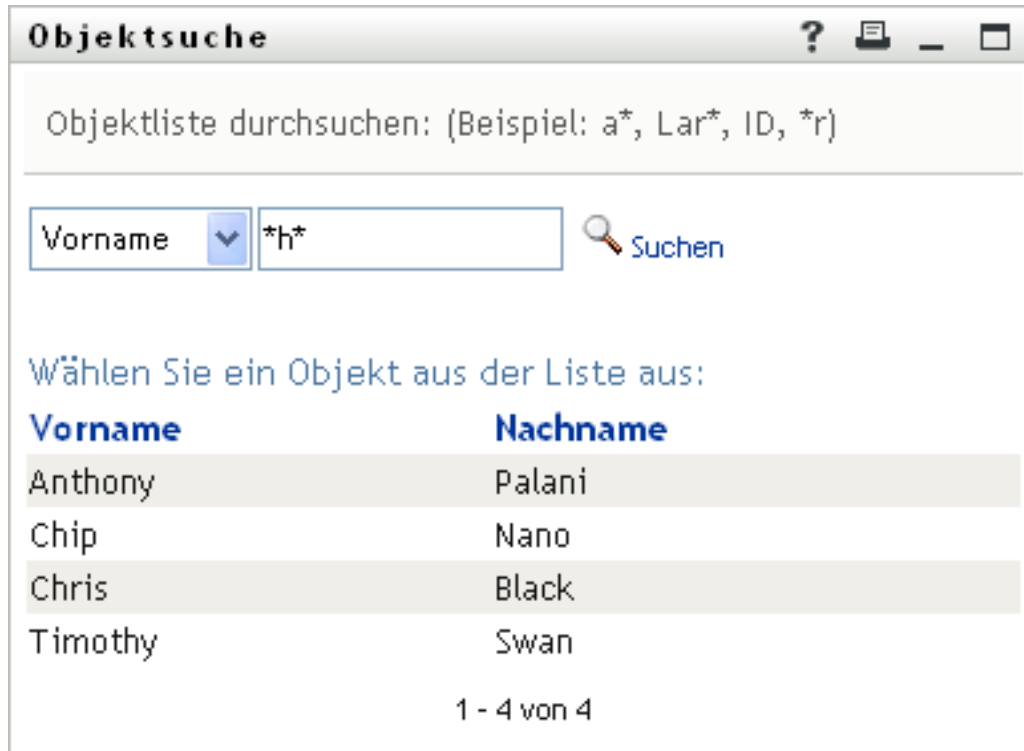 Objektsuche ? _
Objektliste durchsuchen: (Beispiel: a*, Lar*, ID, *r)
Vorname *h* Suchen
Wählen Sie ein Objekt aus der Liste aus:
Vorname Nachname
Anthony Palani
Chip Nano
Chris Black
Timothy Swan
1 - 4 von 4